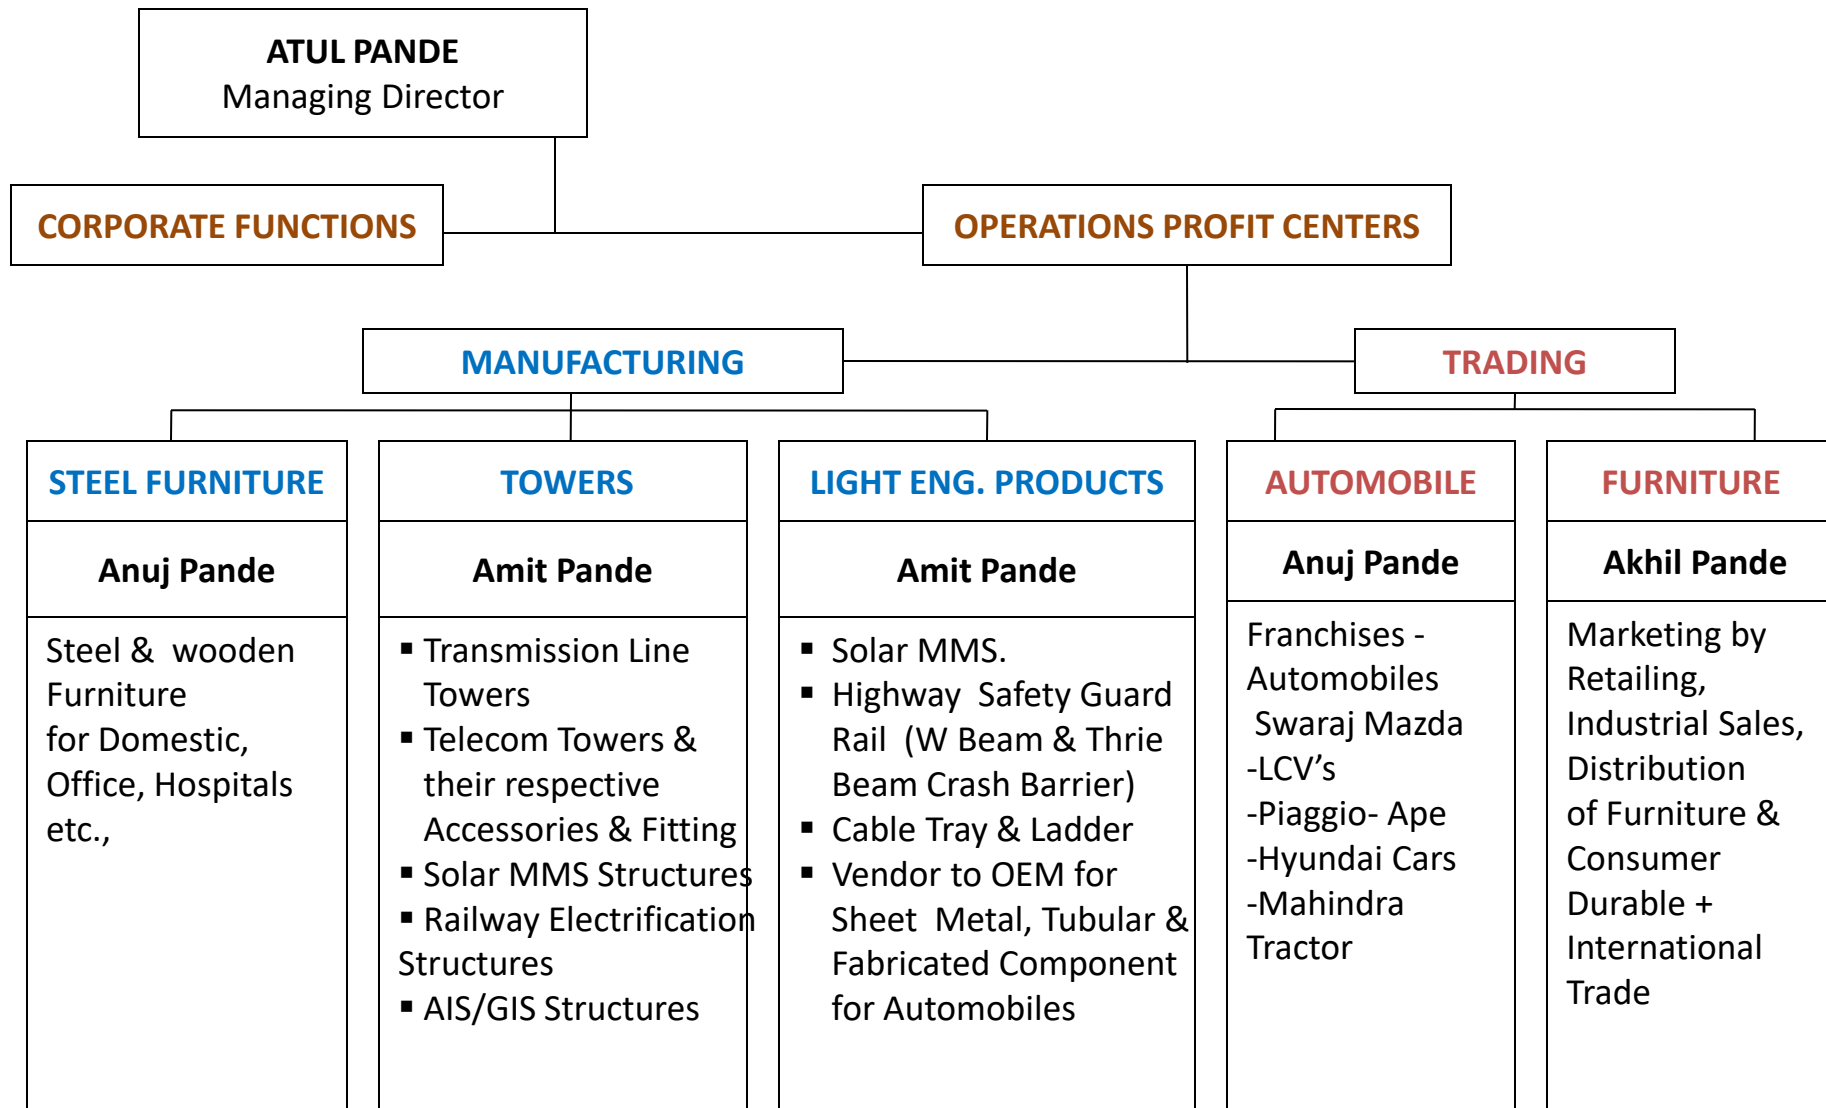 ATUL PANDE
Managing Director
CORPORATE FUNCTIONS
OPERATIONS PROFIT CENTERS
MANUFACTURING
TRADING
STEEL FURNITURE
Anuj Pande
Steel & wooden
Furniture
for Domestic,
Office, Hospitals
etc.,
TOWERS
Amit Pande
▪ Transmission Line
Towers
▪ Telecom Towers &
their respective
Accessories & Fitting
▪ Solar MMS Structures
▪ Railway Electrification
Structures
▪ AIS/GIS Structures
LIGHT ENG. PRODUCTS
Amit Pande
▪ Solar MMS.
▪ Highway Safety Guard
Rail (W Beam & Thrie
Beam Crash Barrier)
▪ Cable Tray & Ladder
▪ Vendor to OEM for
Sheet Metal, Tubular &
Fabricated Component
for Automobiles
AUTOMOBILE
Anuj Pande
Franchises -
Automobiles
Swaraj Mazda
-LCV’s
-Piaggio- Ape
-Hyundai Cars
-Mahindra
Tractor
FURNITURE
Akhil Pande
Marketing by
Retailing,
Industrial Sales,
Distribution
of Furniture &
Consumer
Durable +
International
Trade